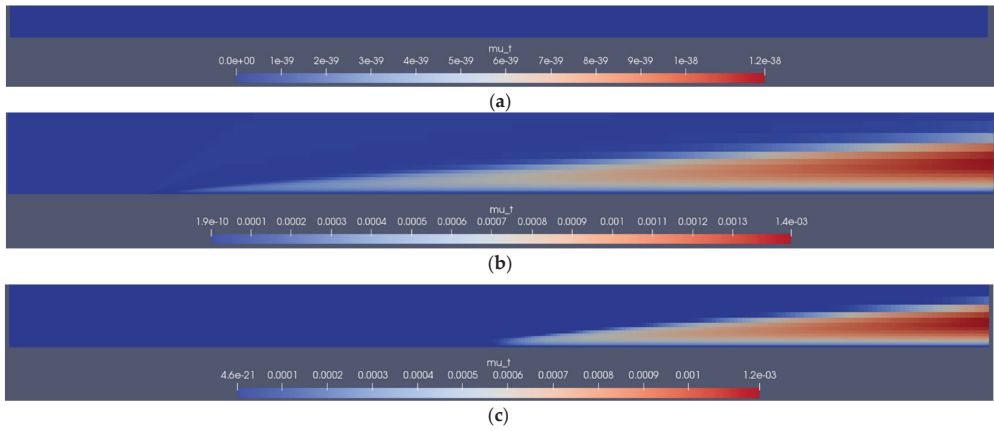 mu_t
0.0e+00 1e-39 2e-39 3e-39 4e-39 5e-39 6e-39 7e-39 8e-39 9e-39 1e-38 1.2e-38
(a)
mu_t
1.9e-10 0.0001 0.0002 0.0003 0.0004 0.0005 0.0006 0.0007 0.0008 0.0009 0.001 0.0011 0.0012 0.0013 1.4e-03
(b)
mu_t
4.6e-21 0.0001 0.0002 0.0003 0.0004 0.0005 0.0006 0.0007 0.0008 0.0009 0.001 1.2e-03
(c)